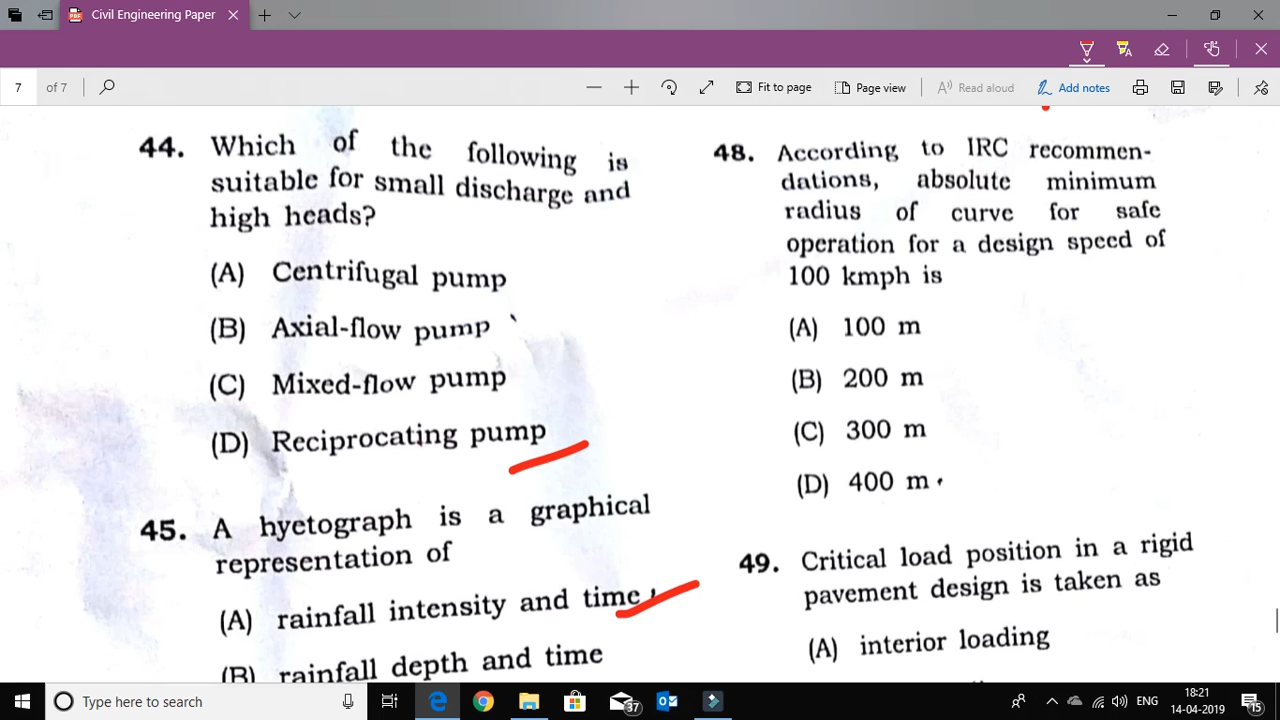 Civil Engineering Paper
7 of 7
Fit to page
Page view
Read aloud
Add notes
44. Which of the following is
suitable for small discharge and
high heads?
(A) Centrifugal pump
(B) Axial-flow pump
(C) Mixed-flow pump
(D) Reciprocating pump
45. A hyetograph is a graphical
representation of
(A) rainfall intensity and time
(B) rainfall depth and time
48. According to IRC recommen-
dations, absolute minimum
radius of curve for safe
operation for a design speed of
100 kmph is
(A) 100 m
(B) 200 m
(C) 300 m
(D) 400 m
49. Critical load position in a rigid
pavement design is taken as
(A) interior loading
Type here to search
37
ENG
18:21
14-04-2019
15